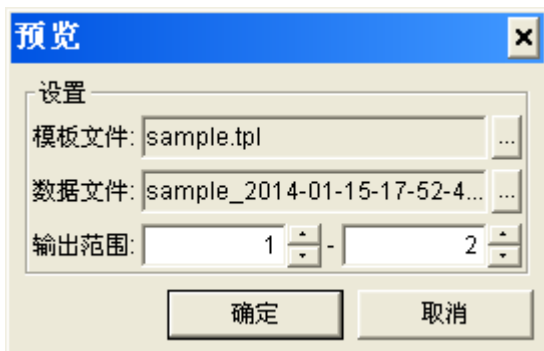 预览
设置
模板文件: sample.tpl ...
数据文件: sample_2014-01-15-17-52-4... ...
输出范围: 1 - 2
确定 取消